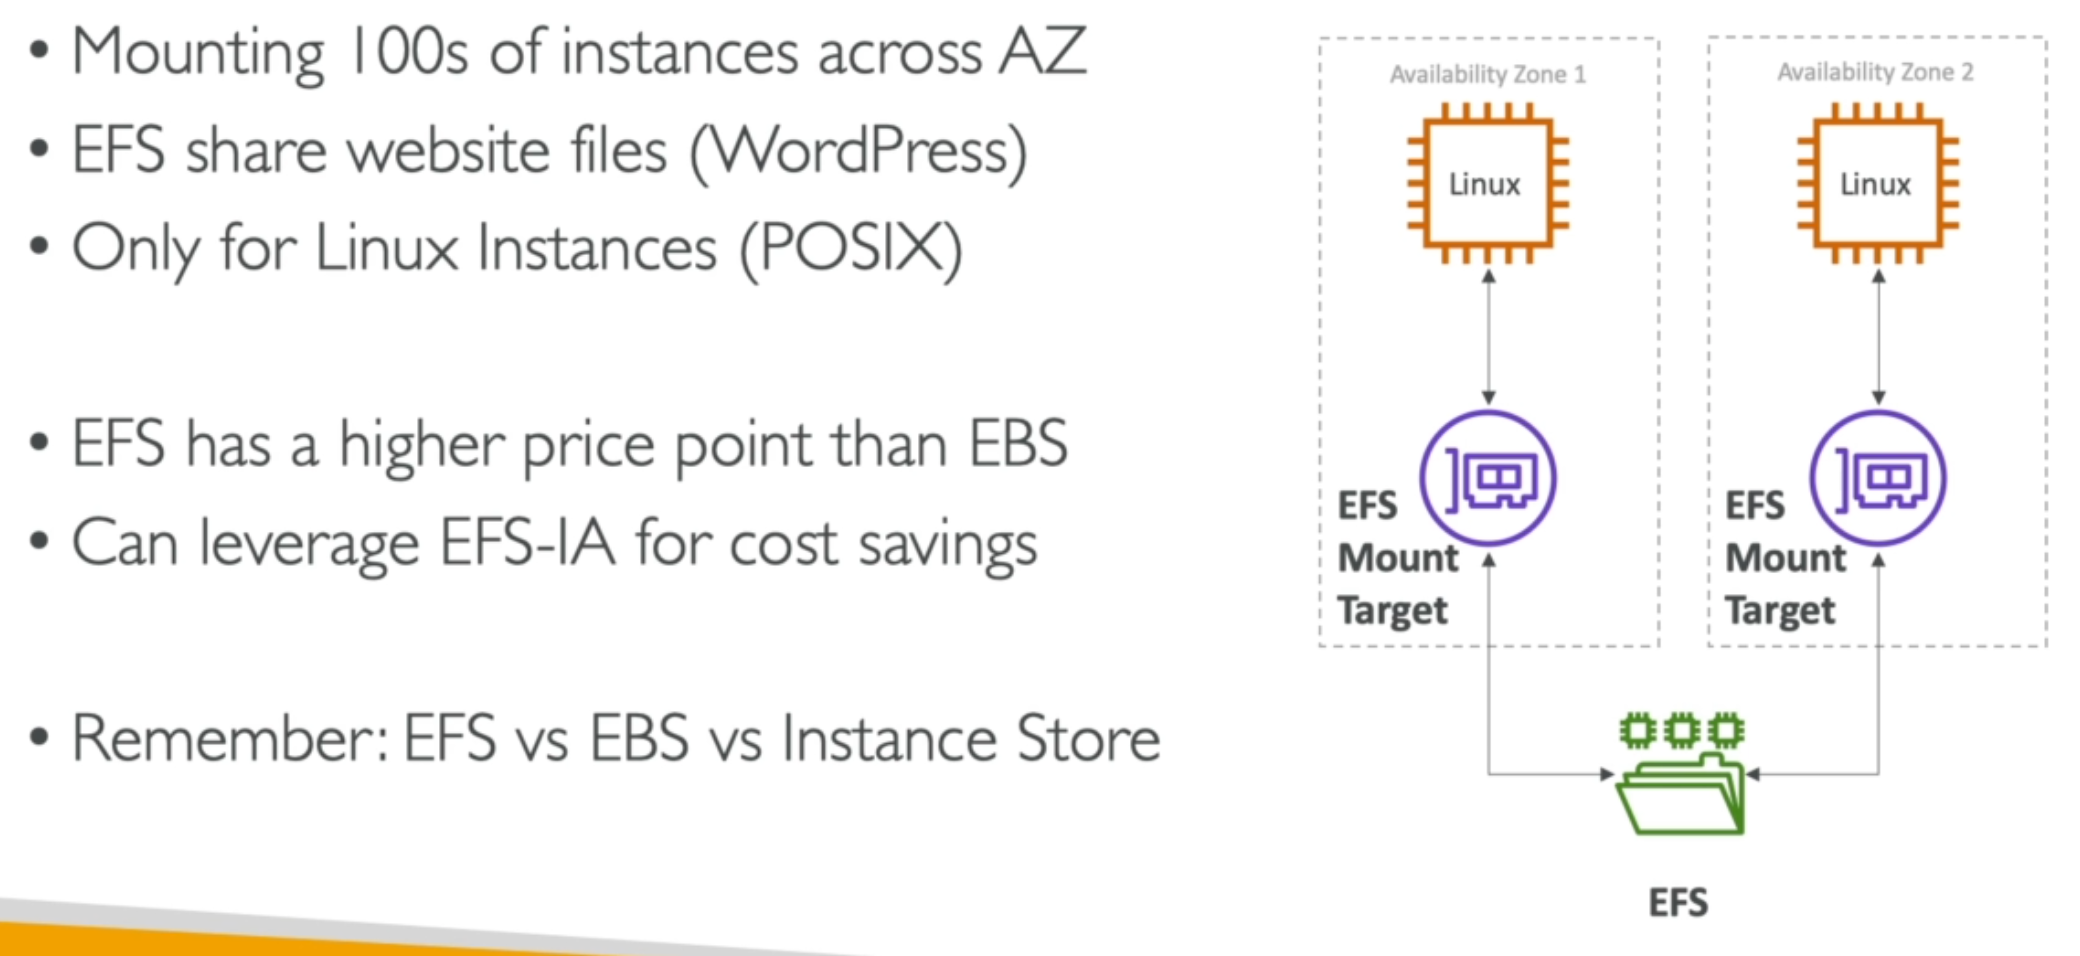 • Mounting 100s of instances across AZ
• EFS share website files (WordPress)
• Only for Linux Instances (POSIX)
• EFS has a higher price point than EBS
• Can leverage EFS-IA for cost savings
• Remember: EFS vs EBS vs Instance Store
Availability Zone 1
Linux
EFS
Mount
Target
Availability Zone 2
Linux
EFS
Mount
Target
EFS